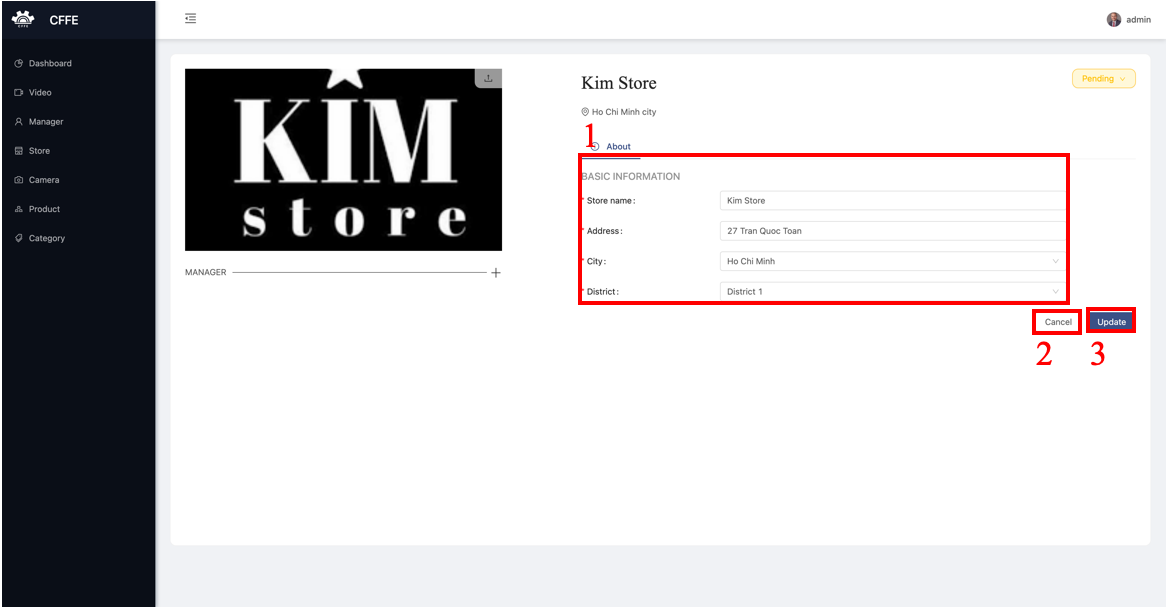 CFFE
admin
Dashboard
Video
Manager
Store
Camera
Product
Category
KIM
store
MANAGER
Kim Store
Pending
Ho Chi Minh city
1
About
BASIC INFORMATION
* Store name :
Kim Store
* Address :
27 Tran Quoc Toan
* City :
Ho Chi Minh
* District :
District 1
Cancel
Update
2
3